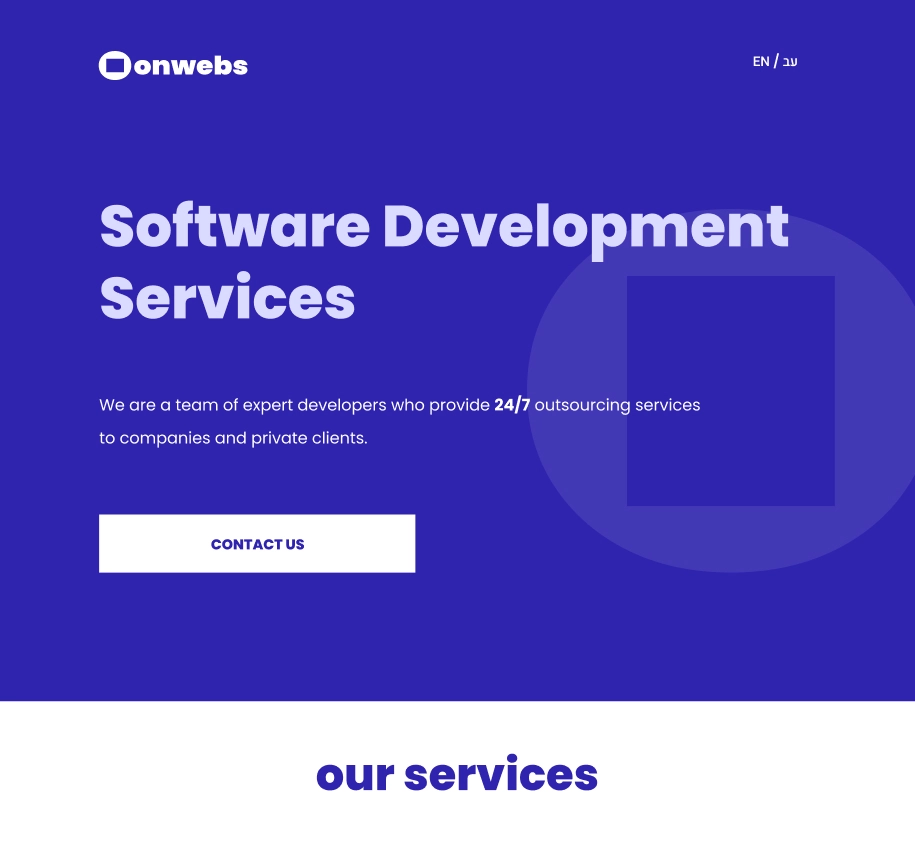 onwebs
EN / עב
Software Development
Services
We are a team of expert developers who provide 24/7 outsourcing services
to companies and private clients.
CONTACT US
our services